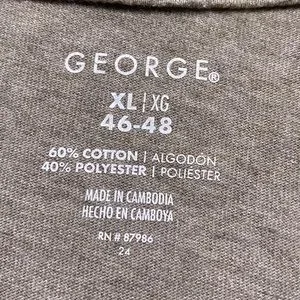 GEORGE®
XL | XG
46-48
60% COTTON | ALGODÓN
40% POLYESTER | POLIÉSTER
MADE IN CAMBODIA
HECHO EN CAMBOYA
RN # 87986
24